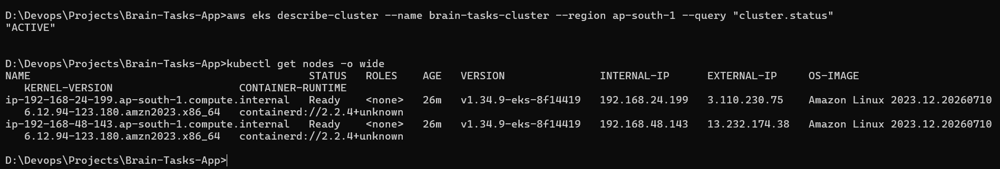 D:\Devops\Projects\Brain-Tasks-App>aws eks describe-cluster --name brain-tasks-cluster --region ap-south-1 --query "cluster.status"
"ACTIVE"
D:\Devops\Projects\Brain-Tasks-App>kubectl get nodes -o wide
NAME                                            STATUS   ROLES    AGE   VERSION               INTERNAL-IP      EXTERNAL-IP     OS-IMAGE
   KERNEL-VERSION                    CONTAINER-RUNTIME
ip-192-168-24-199.ap-south-1.compute.internal   Ready    <none>   26m   v1.34.9-eks-8f14419   192.168.24.199   3.110.230.75    Amazon Linux 2023.12.20260710
   6.12.94-123.180.amzn2023.x86_64   containerd://2.2.4+unknown
ip-192-168-48-143.ap-south-1.compute.internal   Ready    <none>   26m   v1.34.9-eks-8f14419   192.168.48.143   13.232.174.38   Amazon Linux 2023.12.20260710
   6.12.94-123.180.amzn2023.x86_64   containerd://2.2.4+unknown
D:\Devops\Projects\Brain-Tasks-App>